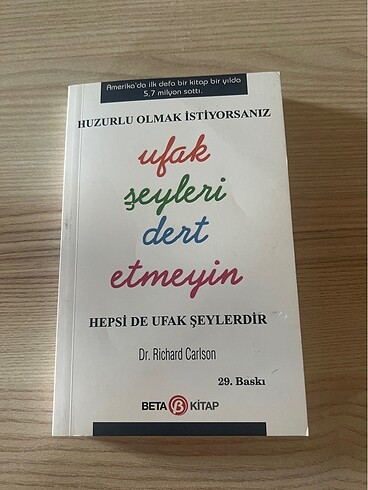 Amerika'da ilk defa bir kitap bir yılda
5,7 milyon sattı.
HUZURLU OLMAK İSTİYORSANIZ
ufak
şeyleri
dert
etmeyin
HEPSİ DE UFAK ŞEYLERDİR
Dr. Richard Carlson
29. Baskı
BETA B KİTAP